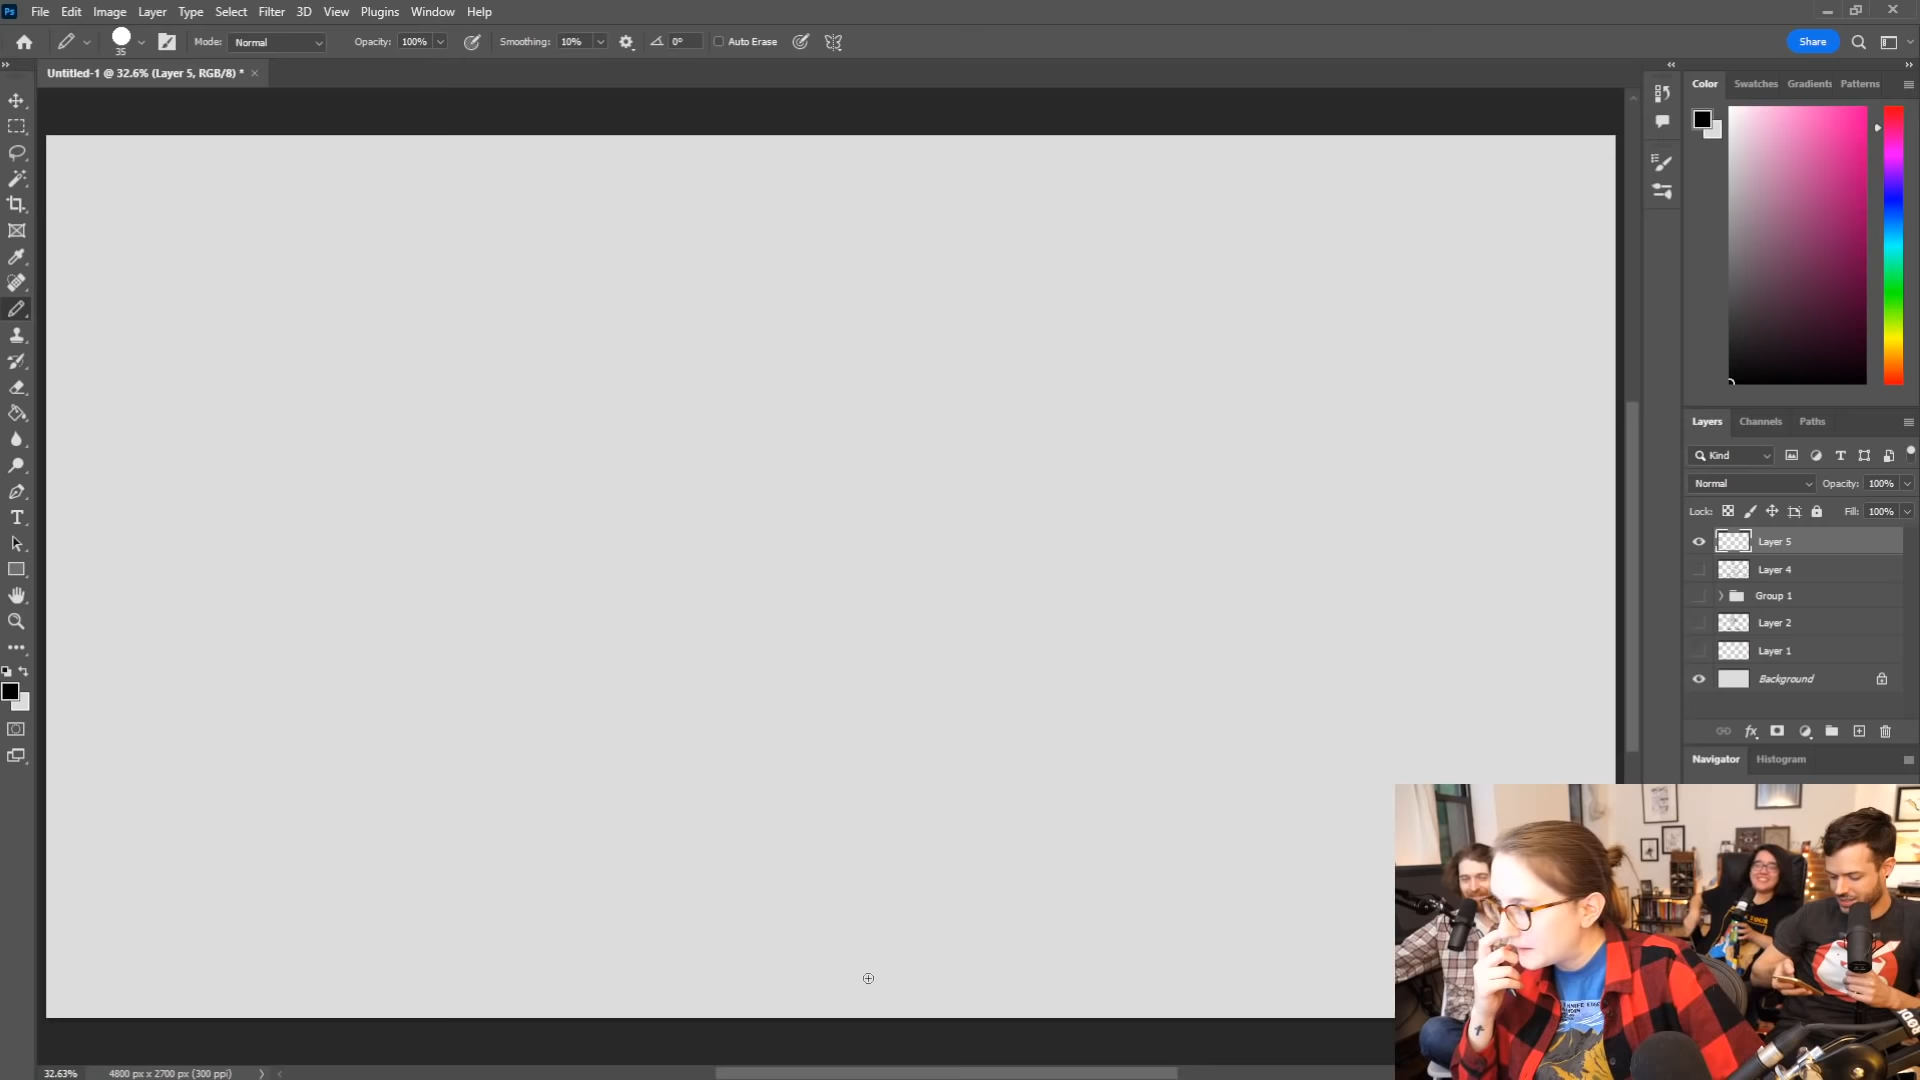 Ps File Edit Image Layer Type Select Filter 3D View Plugins Window Help
35 Mode: Normal Opacity: 100% Smoothing: 10% 0° Auto Erase Share
Untitled-1 @ 32.6% (Layer 5, RGB/8) *
Color Swatches Gradients Patterns
Layers Channels Paths
Kind
Normal Opacity: 100%
Lock: Fill: 100%
Layer 5
Layer 4
Group 1
Layer 2
Layer 1
Background
fx
Navigator Histogram
32.63% 4800 px x 2700 px (300 ppi)